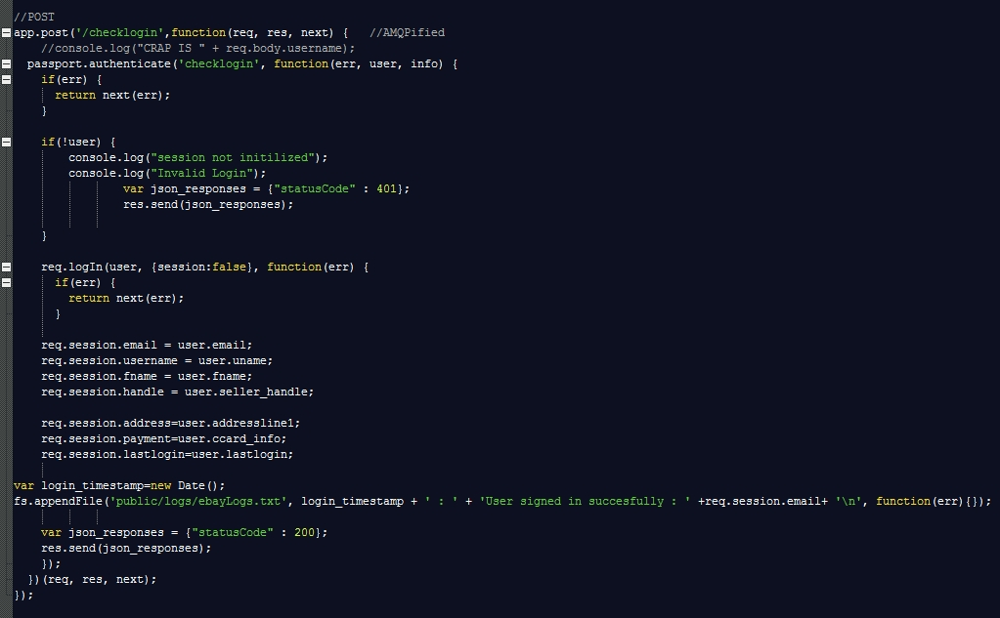 //POST
app.post('/checklogin',function(req, res, next) {   //AMQPified
    //console.log("CRAP IS " + req.body.username);
  passport.authenticate('checklogin', function(err, user, info) {
    if(err) {
      return next(err);
    }
    if(!user) {
        console.log("session not initilized");
        console.log("Invalid Login");
                var json_responses = {"statusCode" : 401};
                res.send(json_responses);
    }
    req.logIn(user, {session:false}, function(err) {
      if(err) {
        return next(err);
      }
    req.session.email = user.email;
    req.session.username = user.uname;
    req.session.fname = user.fname;
    req.session.handle = user.seller_handle;
    req.session.address=user.addressline1;
    req.session.payment=user.ccard_info;
    req.session.lastlogin=user.lastlogin;
var login_timestamp=new Date();
fs.appendFile('public/logs/ebayLogs.txt', login_timestamp + ' : ' + 'User signed in succesfully : ' +req.session.email+ '\n', function(err){});
    var json_responses = {"statusCode" : 200};
    res.send(json_responses);
    });
  })(req, res, next);
});